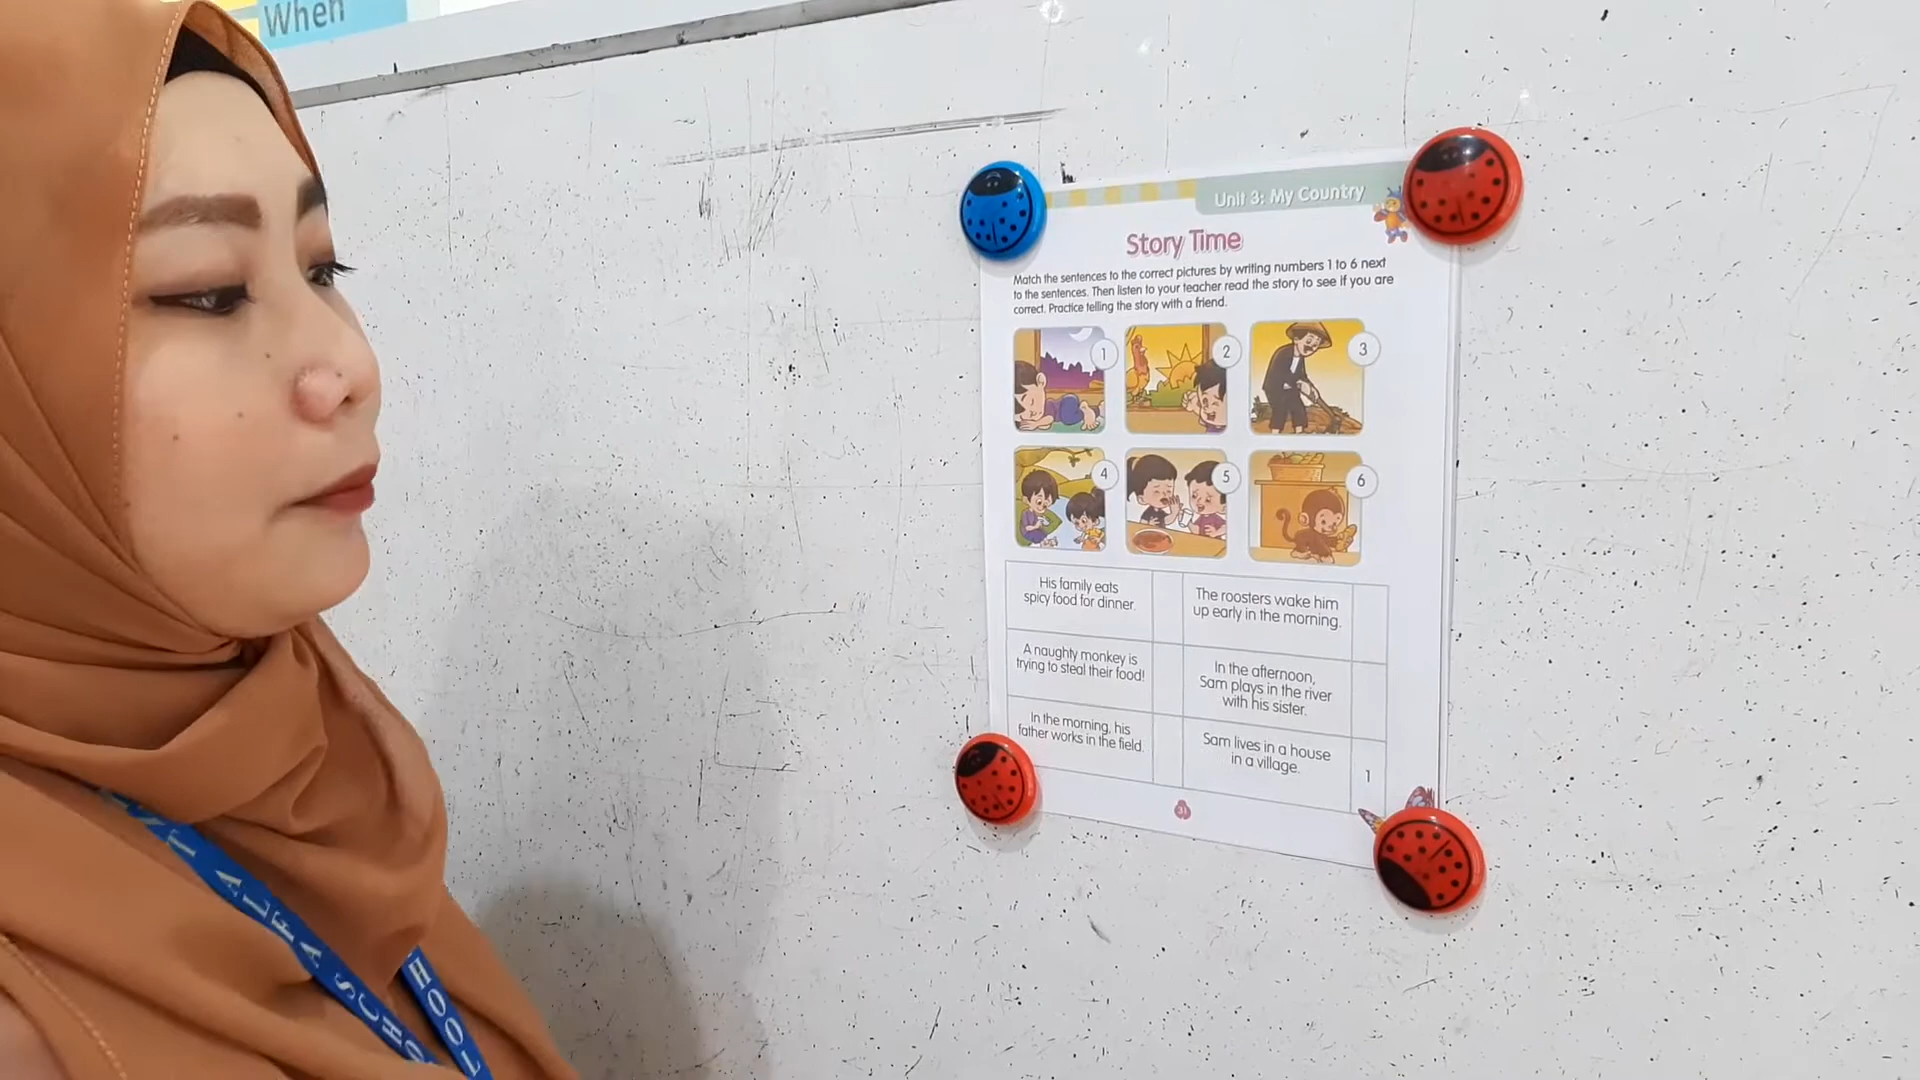 When
Unit 3: My Country
Story Time
Match the sentences to the correct pictures by writing numbers 1 to 6 next
to the sentences. Then listen to your teacher read the story to see if you are
correct. Practice telling the story with a friend.
1
2
3
4
5
6
His family eats
spicy food for dinner.
The roosters wake him
up early in the morning.
A naughty monkey is
trying to steal their food!
In the afternoon,
Sam plays in the river
with his sister.
In the morning, his
father works in the field.
Sam lives in a house
in a village.
1
31